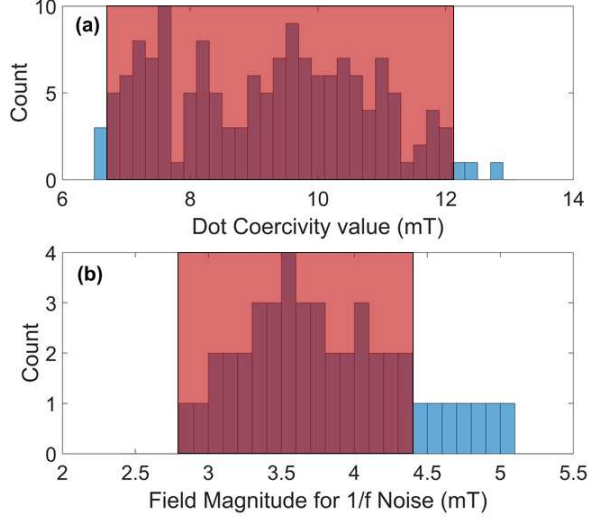 (a)
10
5
0
Count
6 8 10 12 14
Dot Coercivity value (mT)
(b)
4
3
2
1
0
Count
2 2.5 3 3.5 4 4.5 5 5.5
Field Magnitude for 1/f Noise (mT)